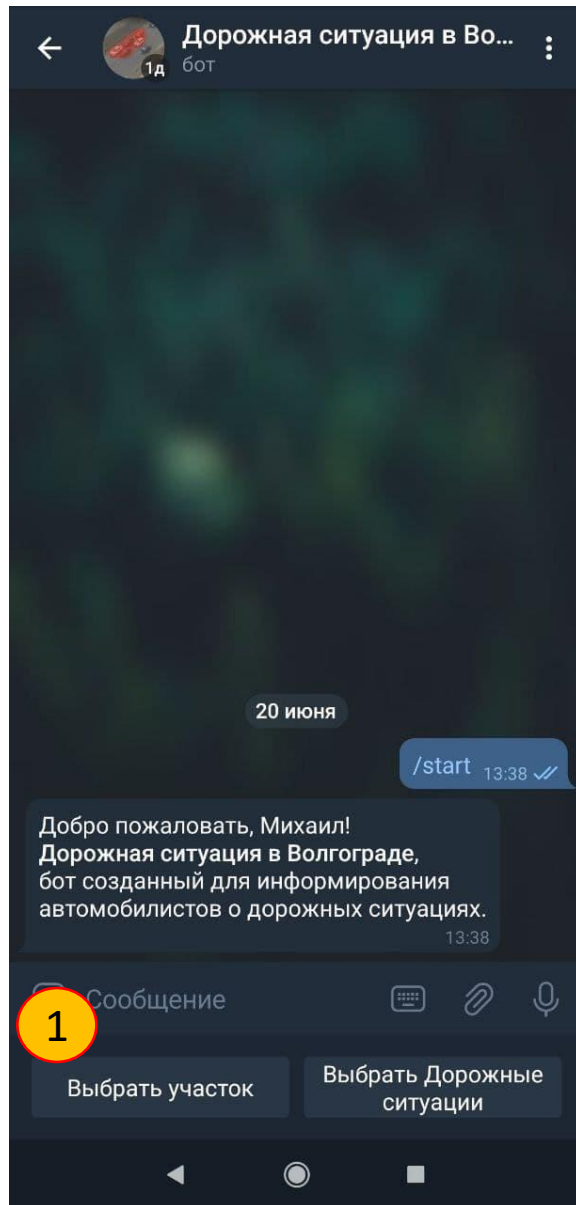 Дорожная ситуация в Во...
1д
бот
20 июня
/start 13:38
Добро пожаловать, Михаил!
Дорожная ситуация в Волгограде,
бот созданный для информирования
автомобилистов о дорожных ситуациях.
13:38
Сообщение
1
Выбрать участок
Выбрать Дорожные
ситуации